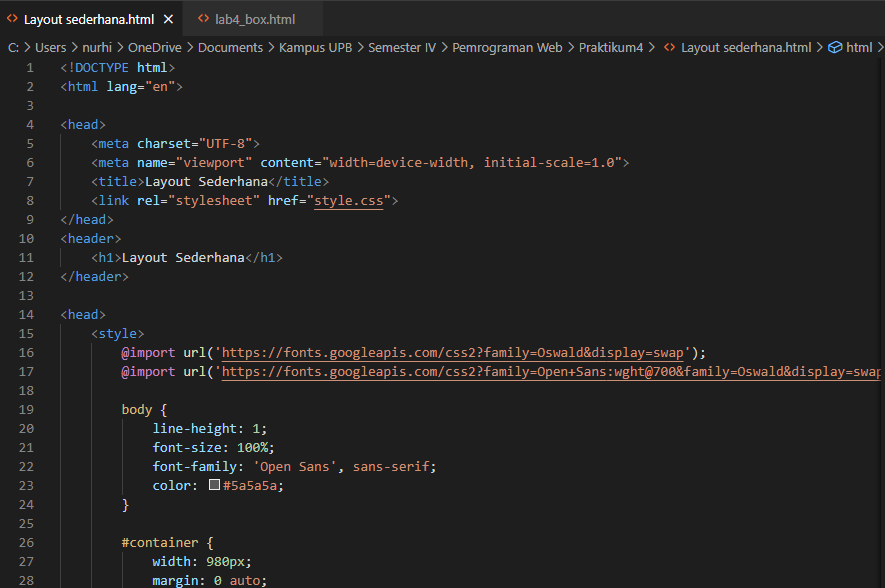 Layout sederhana.html
lab4_box.html
C: > Users > nurhi > OneDrive > Documents > Kampus UPB > Semester IV > Pemrograman Web > Praktikum4 > Layout sederhana.html > html >
1 <!DOCTYPE html>
2 <html lang="en">
3
4 <head>
5 <meta charset="UTF-8">
6 <meta name="viewport" content="width=device-width, initial-scale=1.0">
7 <title>Layout Sederhana</title>
8 <link rel="stylesheet" href="style.css">
9 </head>
10 <header>
11 <h1>Layout Sederhana</h1>
12 </header>
13
14 <head>
15 <style>
16 @import url('https://fonts.googleapis.com/css2?family=Oswald&display=swap');
17 @import url('https://fonts.googleapis.com/css2?family=Open+Sans:wght@700&family=Oswald&display=swap
18
19 body {
20 line-height: 1;
21 font-size: 100%;
22 font-family: 'Open Sans', sans-serif;
23 color: #5a5a5a;
24 }
25
26 #container {
27 width: 980px;
28 margin: 0 auto;